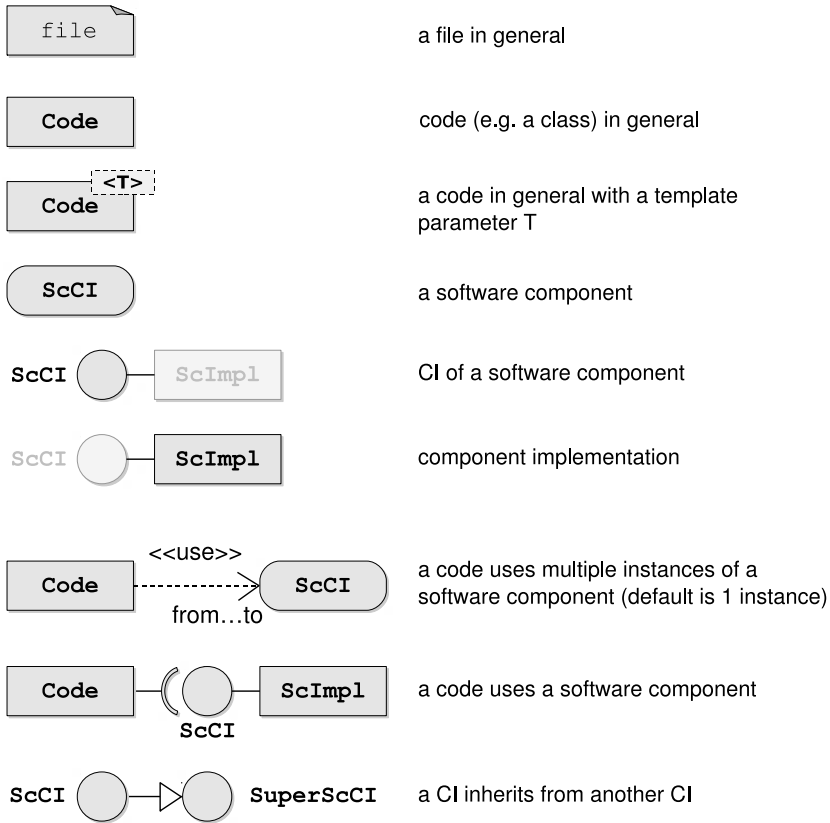 file
a file in general
Code
code (e.g. a class) in general
<T>
Code
a code in general with a template
parameter T
ScCI
a software component
ScCI
ScImpl
CI of a software component
ScCI
ScImpl
component implementation
<<use>>
Code
ScCI
from...to
a code uses multiple instances of a
software component (default is 1 instance)
Code
ScImpl
ScCI
a code uses a software component
ScCI
SuperScCI
a CI inherits from another CI